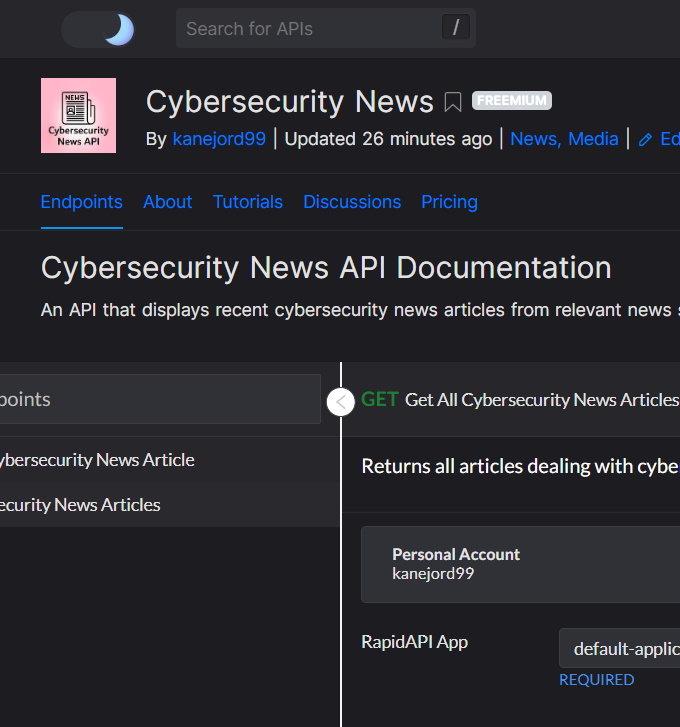 Search for APIs /
NEWS
Cybersecurity
News API
Cybersecurity News FREEMIUM
By kanejord99 | Updated 26 minutes ago | News, Media | Ed
Endpoints About Tutorials Discussions Pricing
Cybersecurity News API Documentation
An API that displays recent cybersecurity news articles from relevant news s
points
GET Get All Cybersecurity News Articles
ybersecurity News Article
Returns all articles dealing with cybe
ecurity News Articles
Personal Account
kanejord99
RapidAPI App
default-applic
REQUIRED